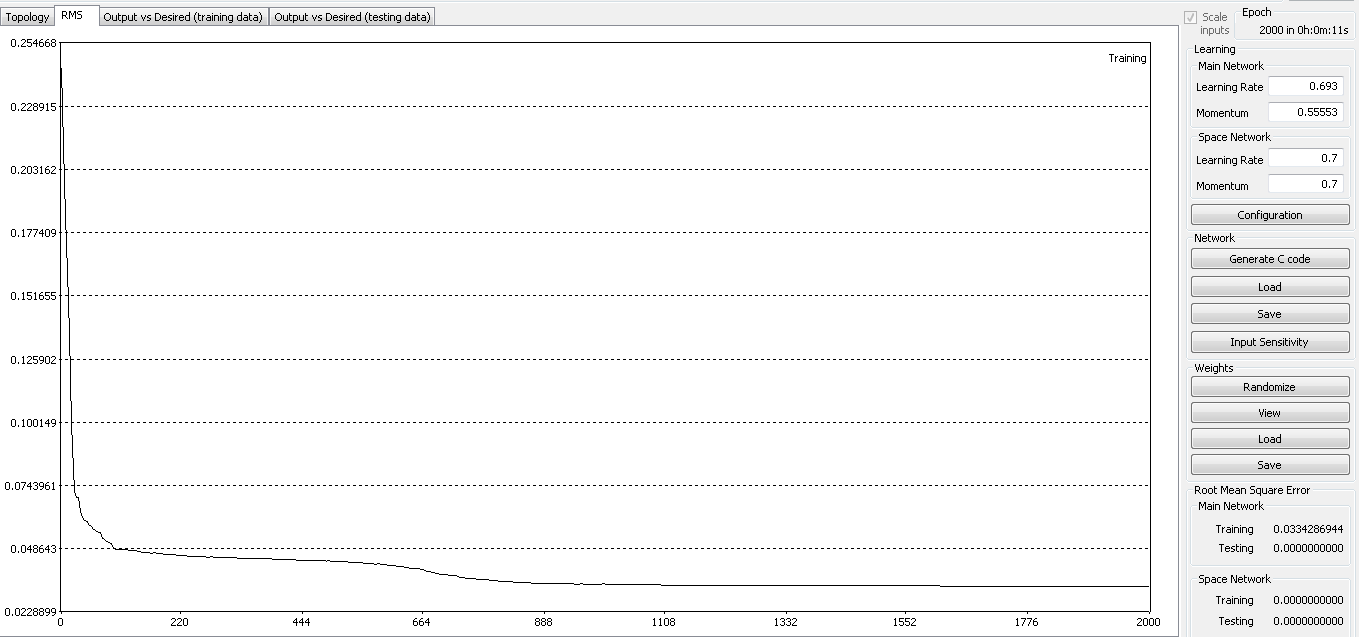 Topology RMS Output vs Desired (training data) Output vs Desired (testing data)
0.254668
Training
0.228915
0.203162
0.177409
0.151655
0.125902
0.100149
0.0743961
0.048643
0.0228899
0 220 444 664 888 1108 1332 1552 1776 2000
Scale
inputs
Epoch
2000 in 0h:0m:11s
Learning
Main Network
Learning Rate 0.693
Momentum 0.55553
Space Network
Learning Rate 0.7
Momentum 0.7
Configuration
Network
Generate C code
Load
Save
Input Sensitivity
Weights
Randomize
View
Load
Save
Root Mean Square Error
Main Network
Training 0.0334286944
Testing 0.0000000000
Space Network
Training 0.0000000000
Testing 0.0000000000